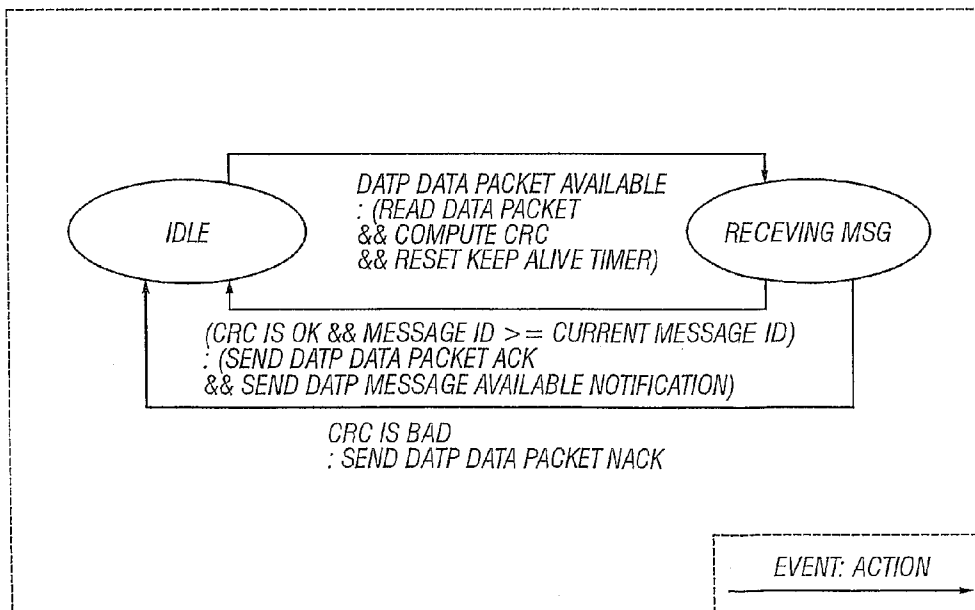 IDLE
DATP DATA PACKET AVAILABLE
: (READ DATA PACKET
&& COMPUTE CRC
&& RESET KEEP ALIVE TIMER)
RECEVING MSG
(CRC IS OK && MESSAGE ID >= CURRENT MESSAGE ID)
: (SEND DATP DATA PACKET ACK
&& SEND DATP MESSAGE AVAILABLE NOTIFICATION)
CRC IS BAD
: SEND DATP DATA PACKET NACK
EVENT: ACTION